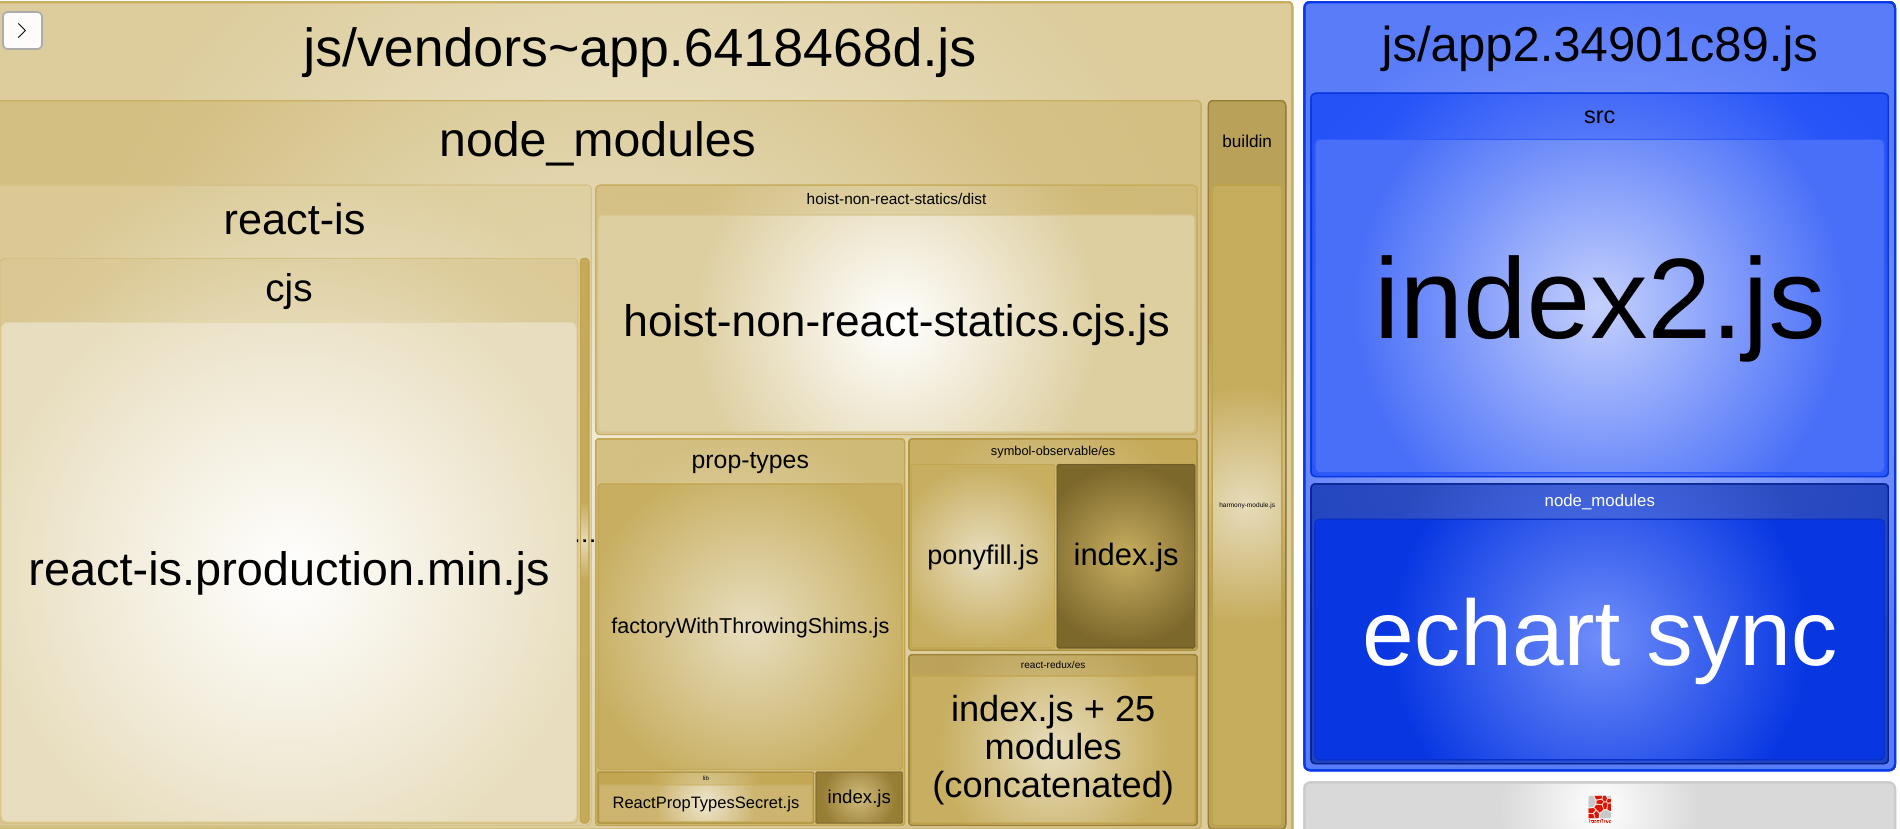 js/vendors~app.6418468d.js
node_modules
react-is
cjs
react-is.production.min.js
...
hoist-non-react-statics/dist
hoist-non-react-statics.cjs.js
prop-types
factoryWithThrowingShims.js
lib
ReactPropTypesSecret.js
index.js
symbol-observable/es
ponyfill.js
index.js
react-redux/es
index.js + 25
modules
(concatenated)
buildin
harmony-module.js
js/app2.34901c89.js
src
index2.js
node_modules
echart sync